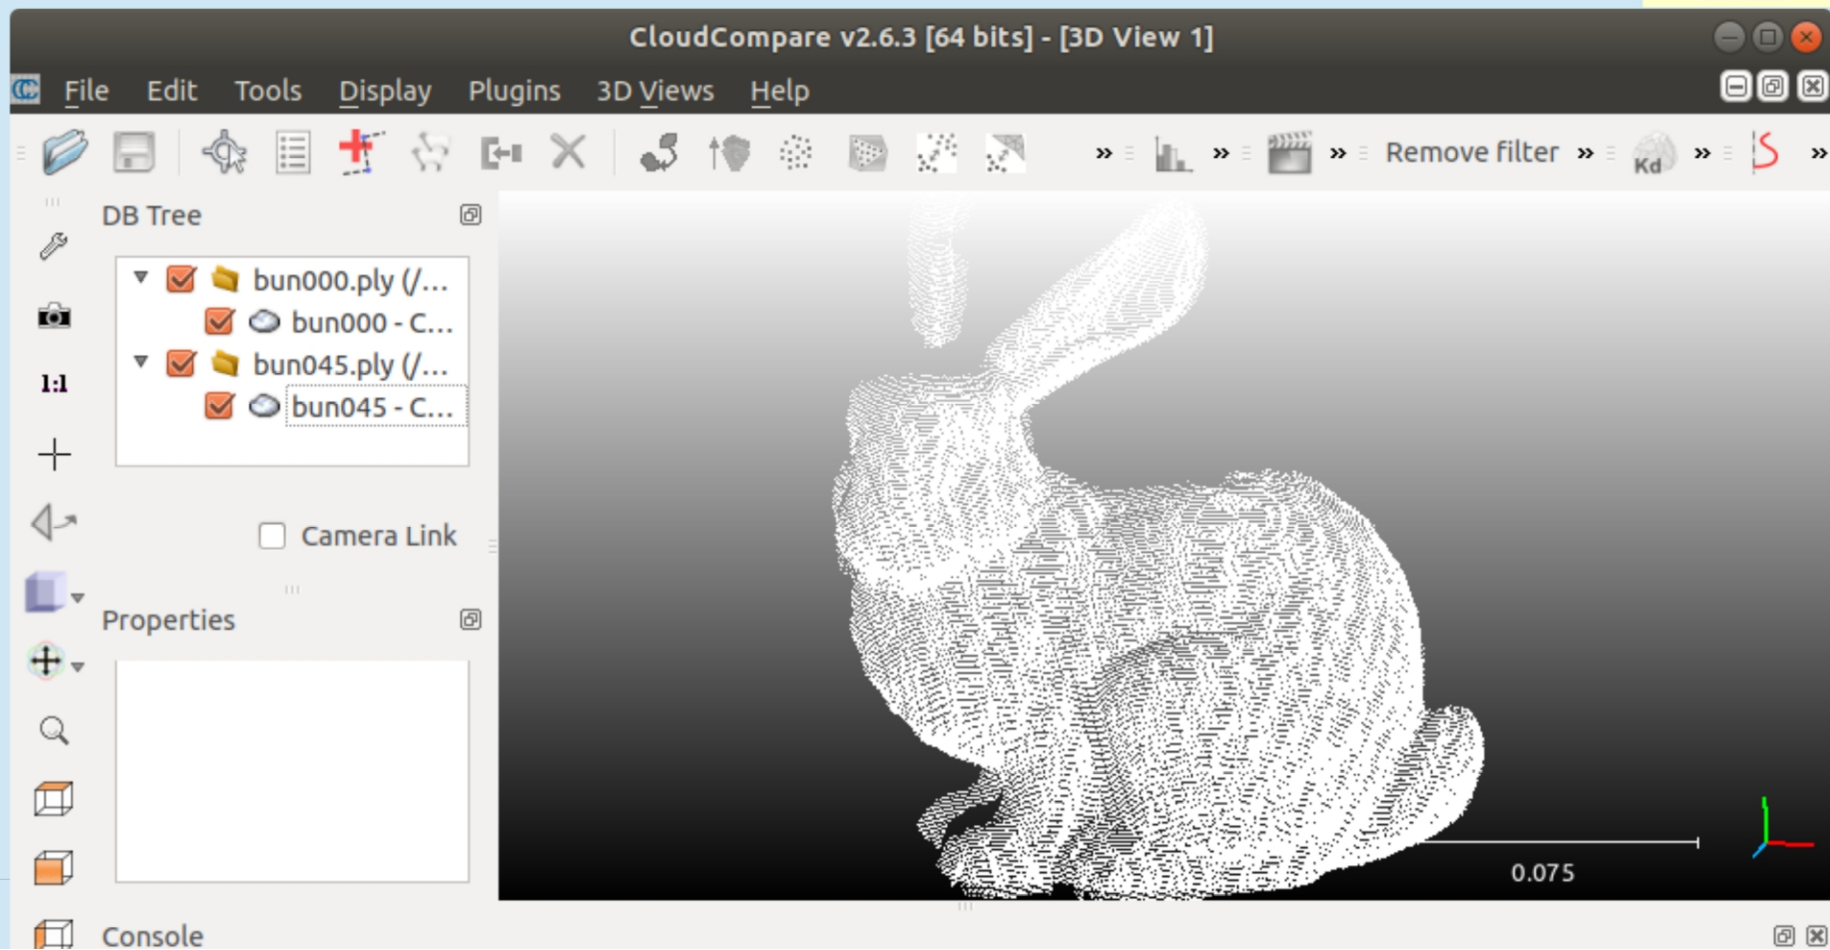 CloudCompare v2.6.3 [64 bits] - [3D View 1]
File Edit Tools Display Plugins 3D Views Help
» » » Remove filter » Kd » »
DB Tree
bun000.ply (/...
bun000 - C...
bun045.ply (/...
bun045 - C...
1:1
Camera Link
Properties
0.075
Console